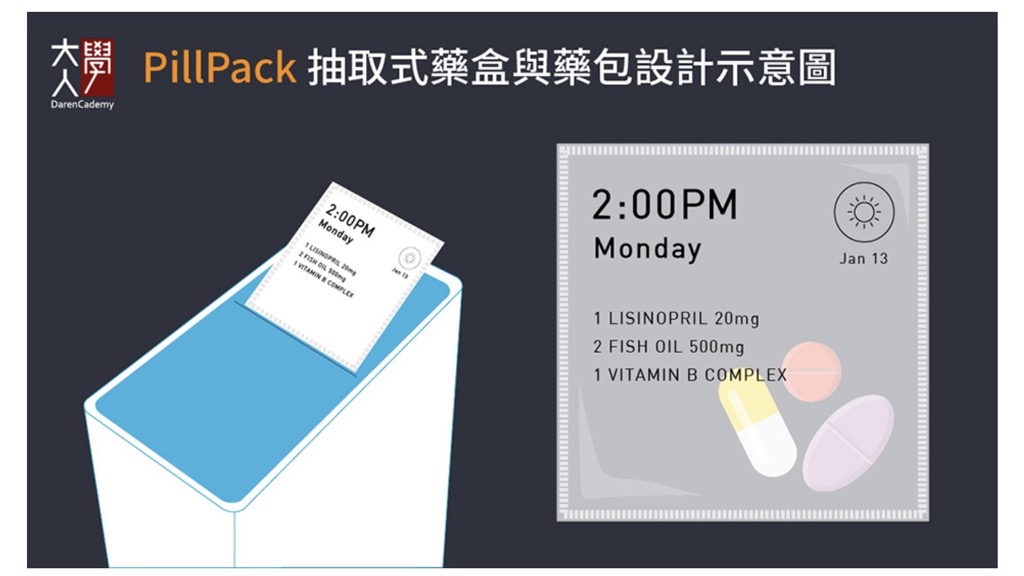 大學人
DarenCademy
PillPack 抽取式藥盒與藥包設計示意圖
2:00PM
Monday
1 LISINOPRIL 20mg
2 FISH OIL 500mg
1 VITAMIN B COMPLEX
Jan 13
2:00PM
Monday
Jan 13
1 LISINOPRIL 20mg
2 FISH OIL 500mg
1 VITAMIN B COMPLEX